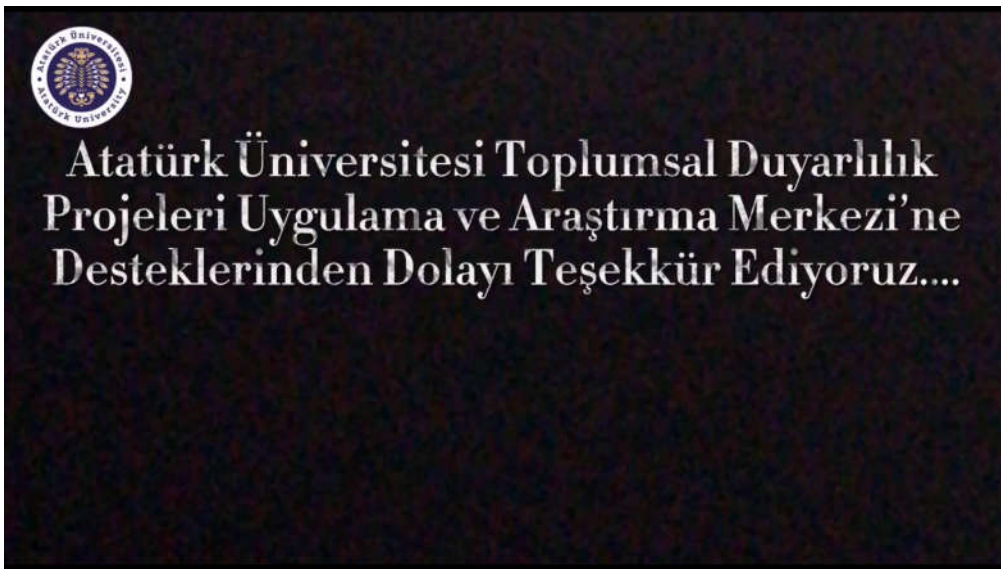 Atatürk Üniversitesi
Atatürk University
Atatürk Üniversitesi Toplumsal Duyarlılık
Projeleri Uygulama ve Araştırma Merkezi’ne
Desteklerinden Dolayı Teşekkür Ediyoruz....